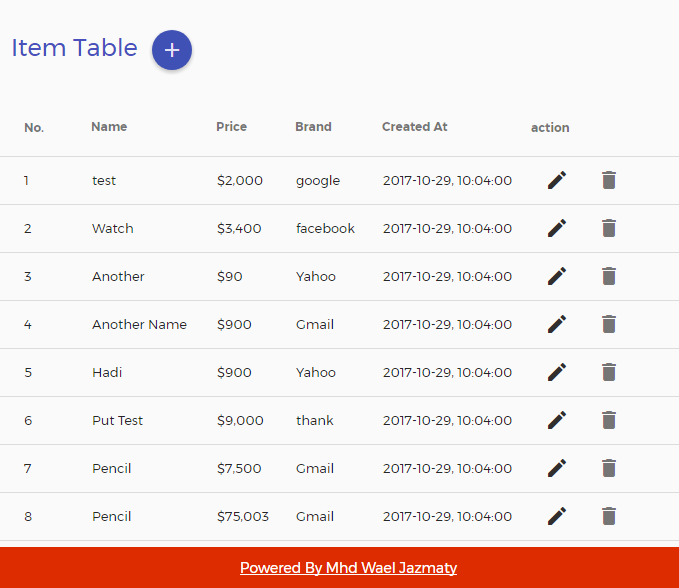 Item Table +
No. Name Price Brand Created At action
1 test $2,000 google 2017-10-29, 10:04:00
2 Watch $3,400 facebook 2017-10-29, 10:04:00
3 Another $90 Yahoo 2017-10-29, 10:04:00
4 Another Name $900 Gmail 2017-10-29, 10:04:00
5 Hadi $900 Yahoo 2017-10-29, 10:04:00
6 Put Test $9,000 thank 2017-10-29, 10:04:00
7 Pencil $7,500 Gmail 2017-10-29, 10:04:00
8 Pencil $75,003 Gmail 2017-10-29, 10:04:00
Powered By Mhd Wael Jazmaty